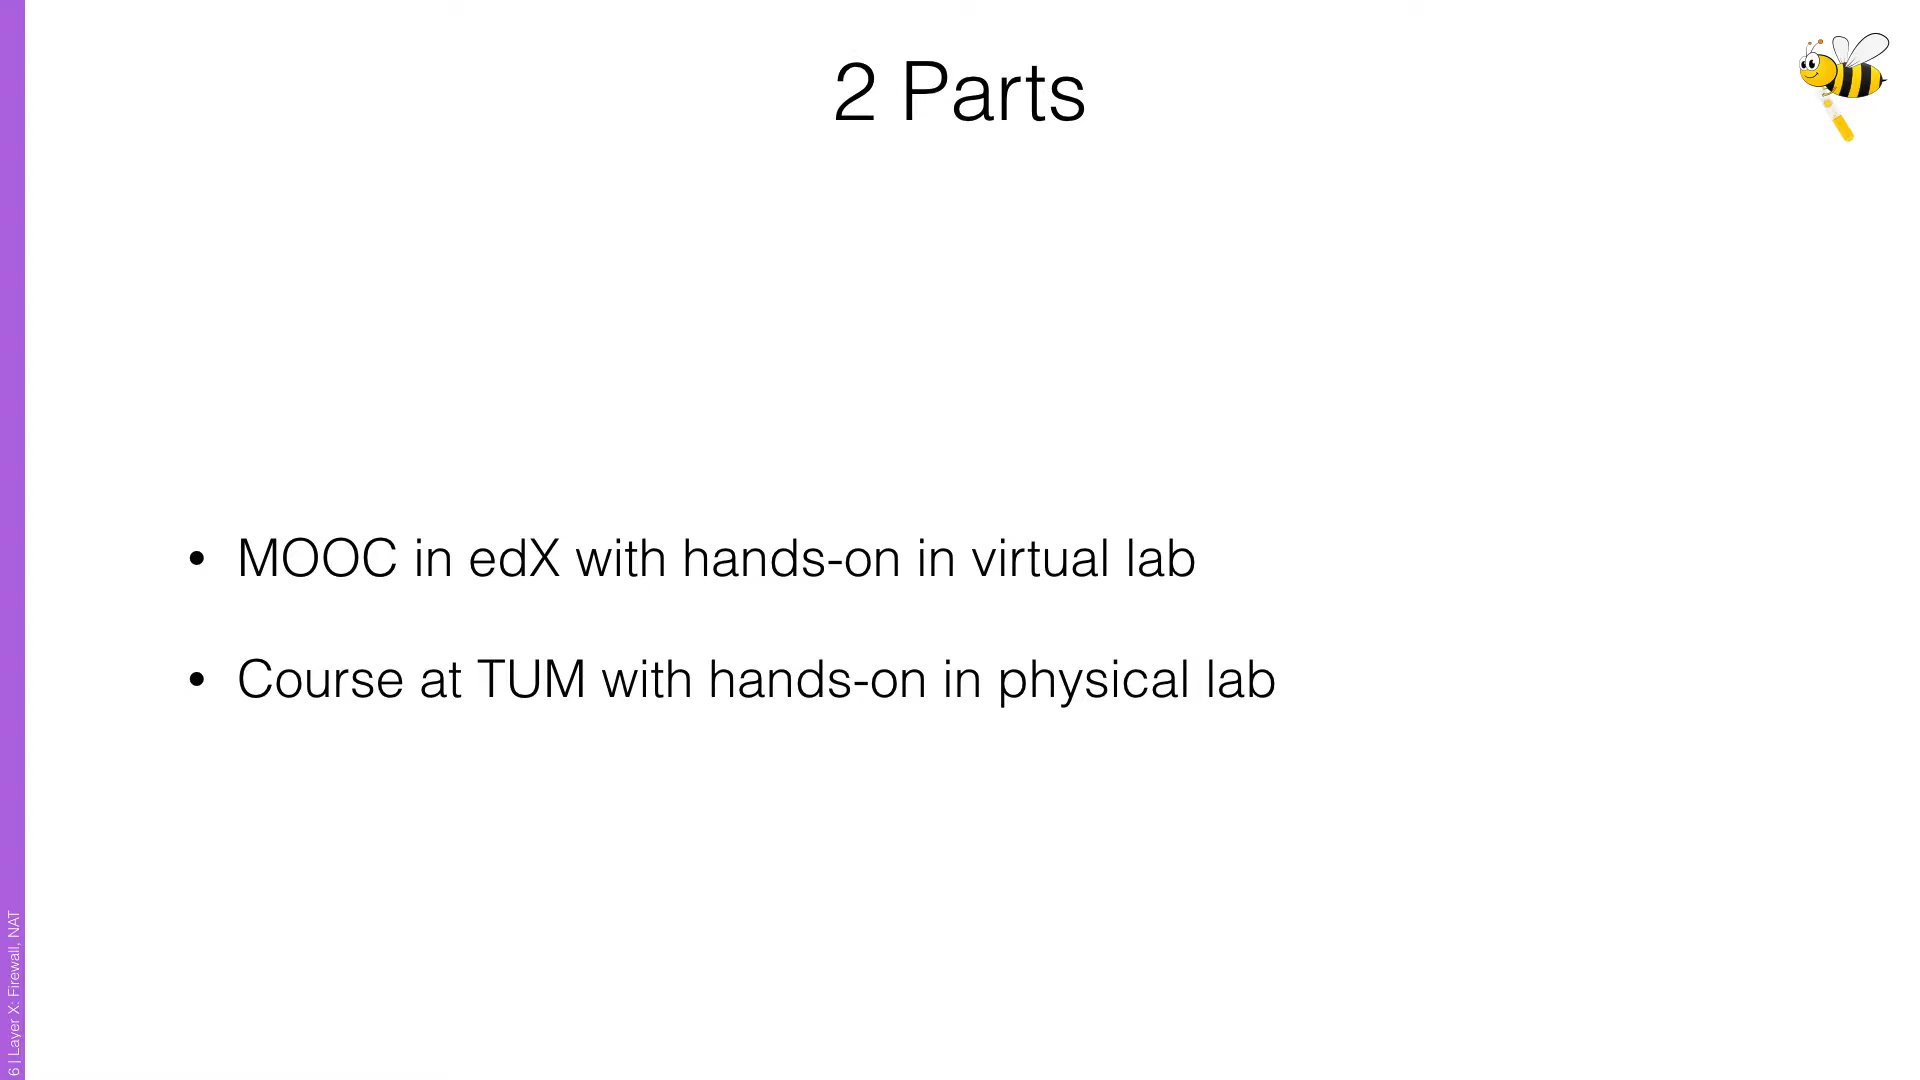 2 Parts
• MOOC in edX with hands-on in virtual lab
• Course at TUM with hands-on in physical lab
6 | Layer X: Firewall, NAT